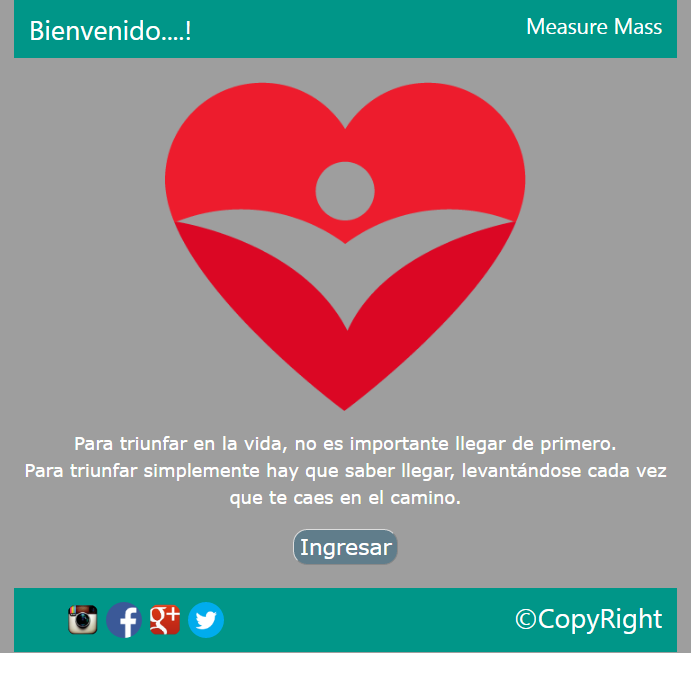 Bienvenido....!
Measure Mass
Para triunfar en la vida, no es importante llegar de primero.
Para triunfar simplemente hay que saber llegar, levantándose cada vez
que te caes en el camino.
Ingresar
f g+
©CopyRight